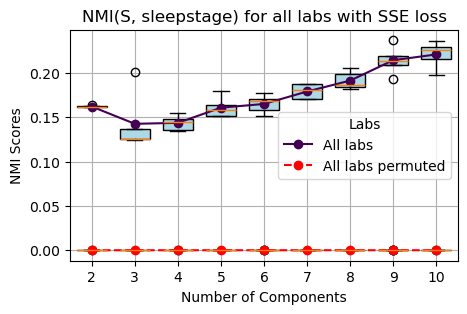 NMI(S, sleepstage) for all labs with SSE loss
NMI Scores
0.20
0.15
0.10
0.05
0.00
Labs
All labs
All labs permuted
2 3 4 5 6 7 8 9 10
Number of Components